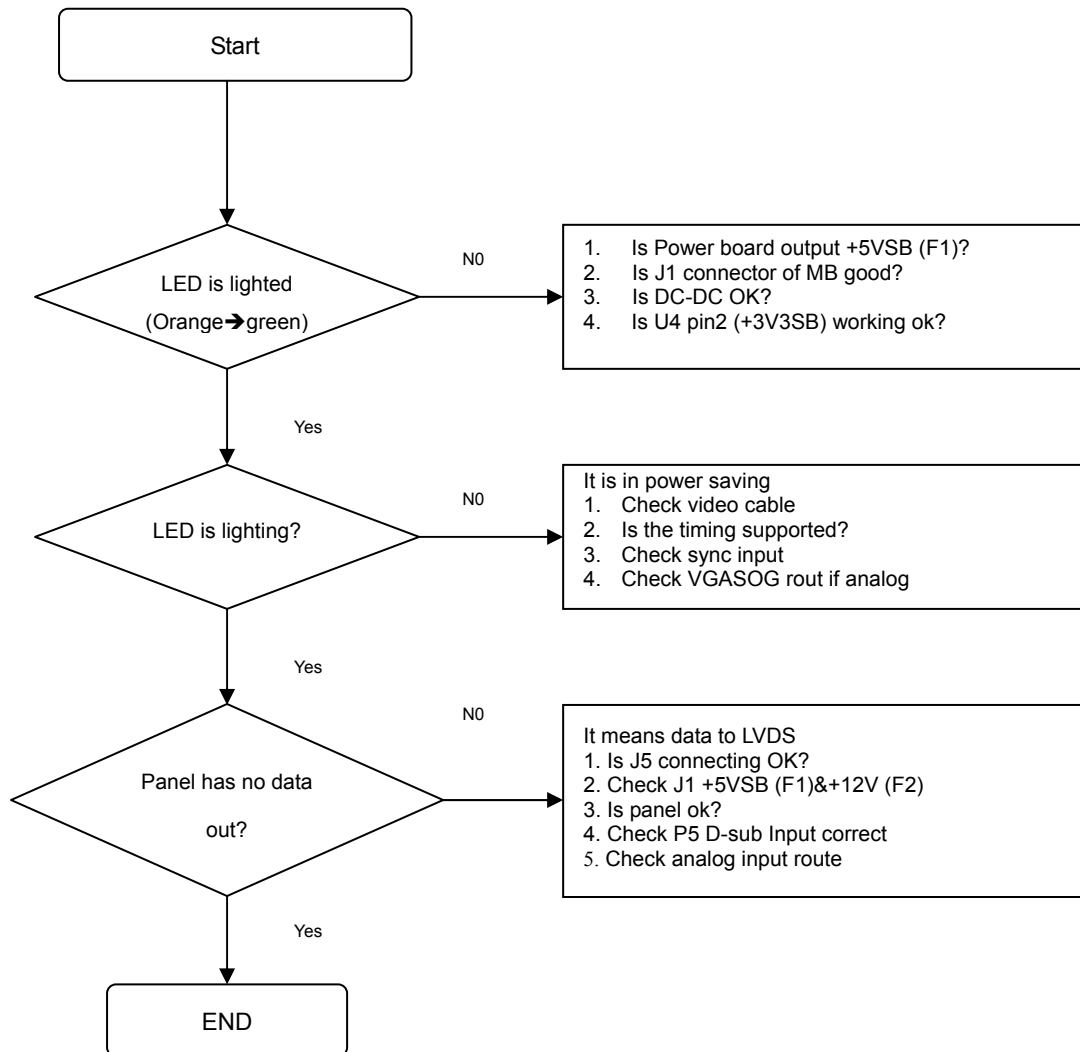 Start
LED is lighted
(Orange➔green)
N0
1. Is Power board output +5VSB (F1)?
2. Is J1 connector of MB good?
3. Is DC-DC OK?
4. Is U4 pin2 (+3V3SB) working ok?
Yes
LED is lighting?
N0
It is in power saving
1. Check video cable
2. Is the timing supported?
3. Check sync input
4. Check VGASOG rout if analog
Yes
Panel has no data
out?
N0
It means data to LVDS
1. Is J5 connecting OK?
2. Check J1 +5VSB (F1)&+12V (F2)
3. Is panel ok?
4. Check P5 D-sub Input correct
5. Check analog input route
Yes
END